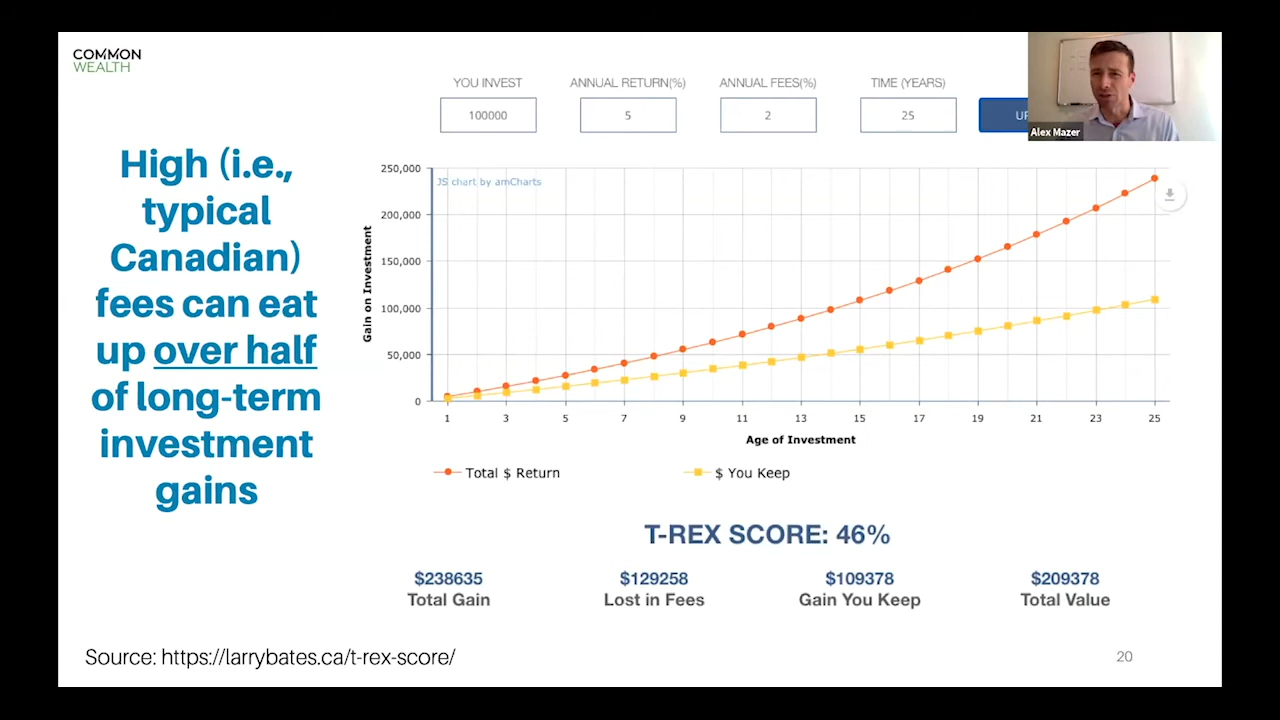 COMMON
WEALTH
High (i.e.,
typical
Canadian)
fees can eat
up over half
of long-term
investment
gains
YOU INVEST ANNUAL RETURN(%) ANNUAL FEES(%) TIME (YEARS)
100000 5 2 25
Alex Mazer
250,000
JS chart by amCharts
200,000
150,000
100,000
50,000
0
Gain on Investment
1 3 5 7 9 11 13 15 17 19 21 23 25
Age of Investment
Total $ Return $ You Keep
T-REX SCORE: 46%
$238635 $129258 $109378 $209378
Total Gain Lost in Fees Gain You Keep Total Value
Source: https://larrybates.ca/t-rex-score/
20